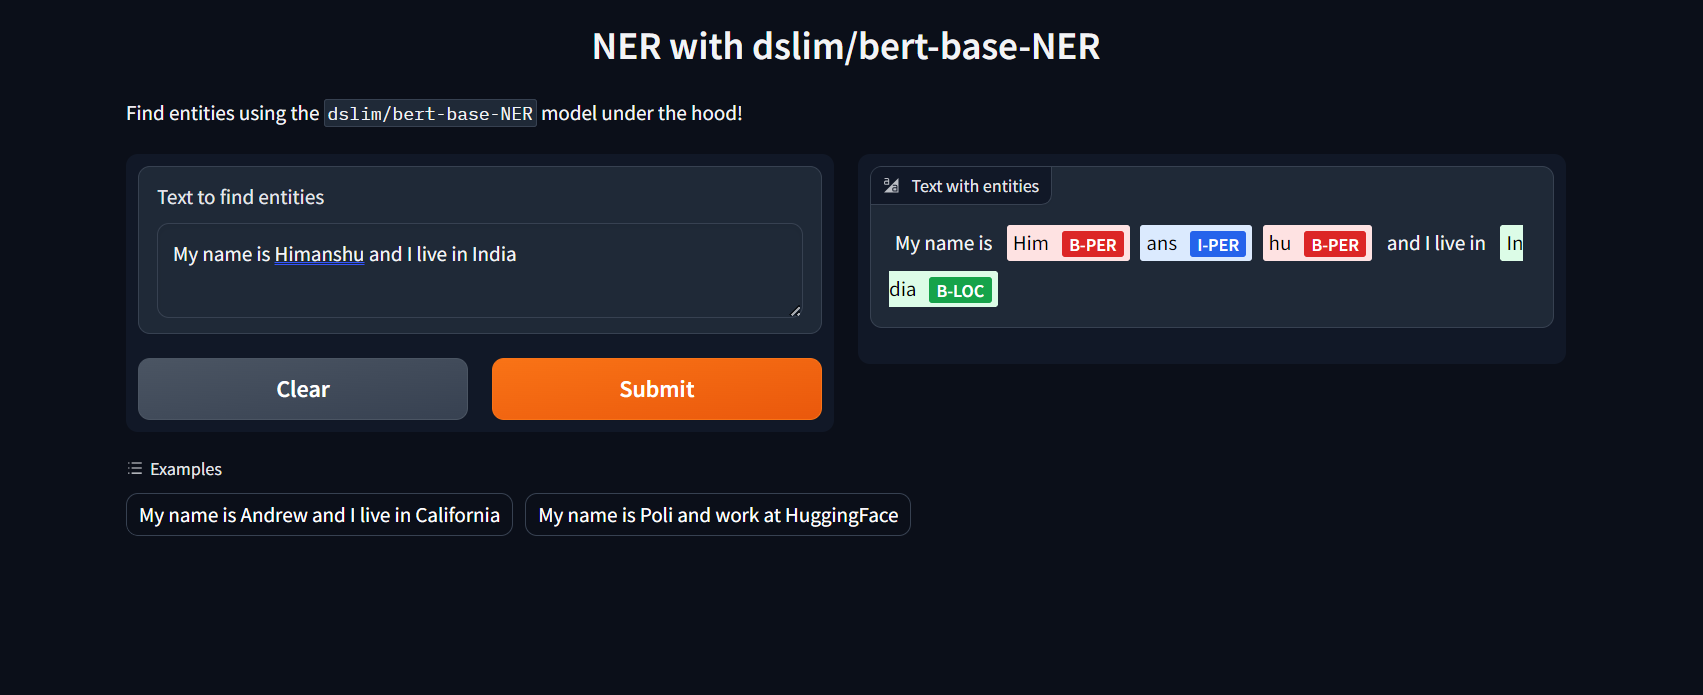 NER with dslim/bert-base-NER
Find entities using the dslim/bert-base-NER model under the hood!
Text to find entities
My name is Himanshu and I live in India
Clear
Submit
Text with entities
My name is Him B-PER ans I-PER hu B-PER and I live in In
dia B-LOC
Examples
My name is Andrew and I live in California
My name is Poli and work at HuggingFace